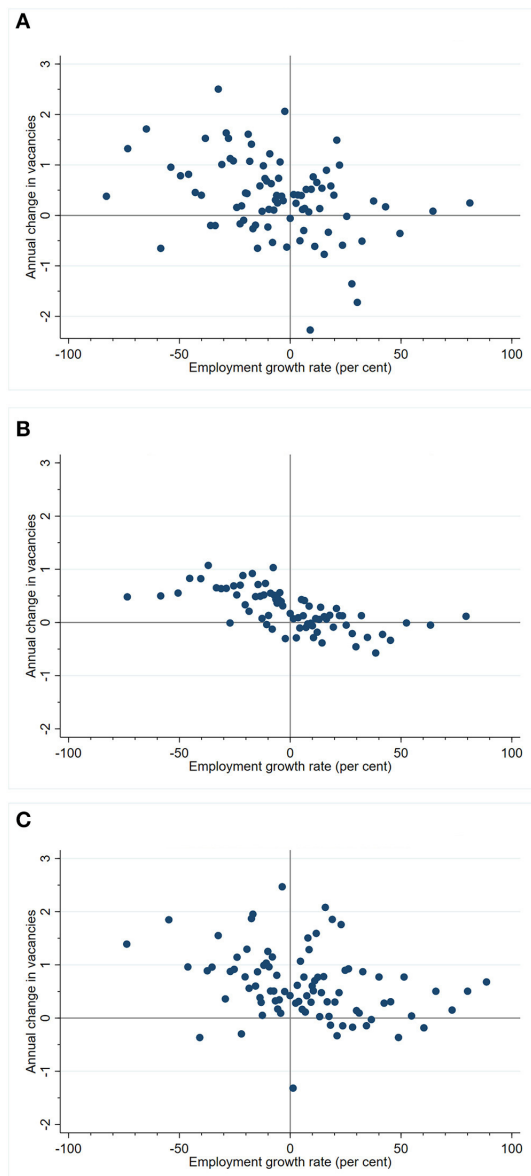 A
3
2
1
0
-1
-2
Annual change in vacancies
-100 -50 0 50 100
Employment growth rate (per cent)
B
3
2
1
0
-1
-2
Annual change in vacancies
-100 -50 0 50 100
Employment growth rate (per cent)
C
3
2
1
0
-1
-2
Annual change in vacancies
-100 -50 0 50 100
Employment growth rate (per cent)